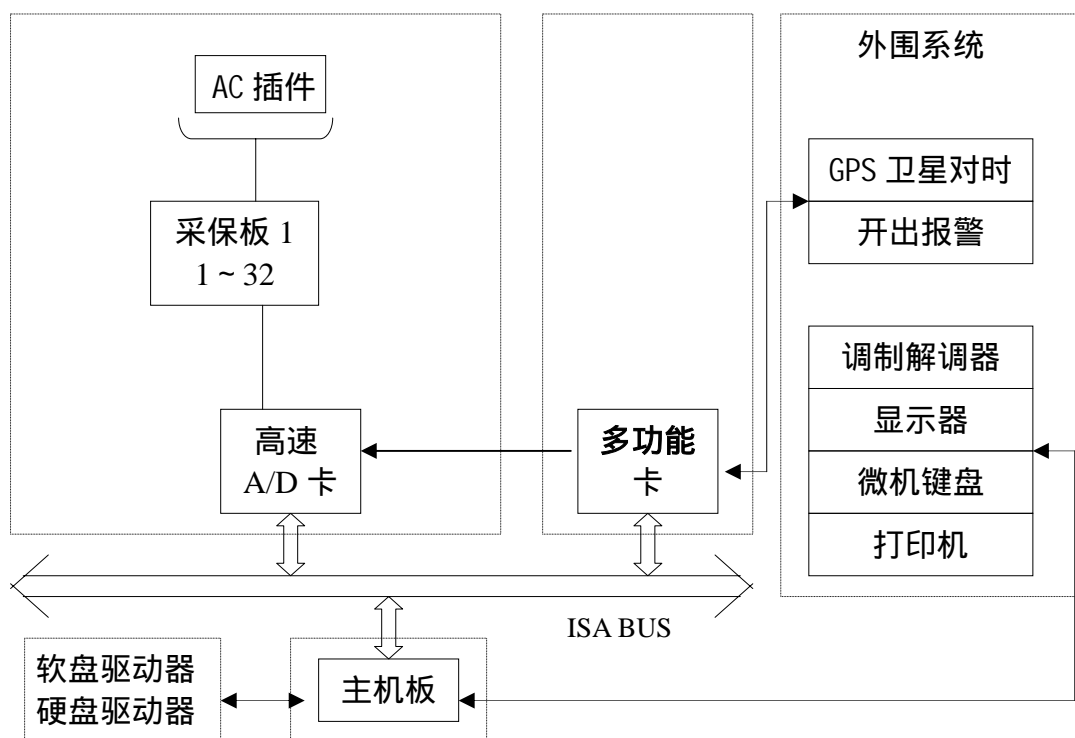 外围系统
AC 插件
GPS 卫星对时
开出报警
采保板 1
1 ~ 32
调制解调器
显示器
微机键盘
打印机
高速
A/D 卡
多功能
卡
ISA BUS
软盘驱动器
硬盘驱动器
主机板